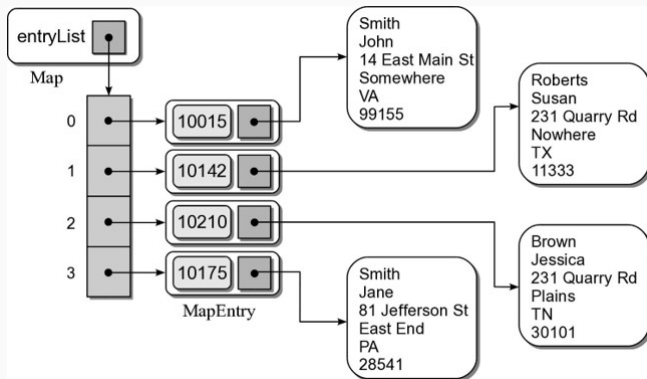 entryList
Map
0
1
2
3
10015
10142
10210
10175
MapEntry
Smith
John
14 East Main St
Somewhere
VA
99155
Roberts
Susan
231 Quarry Rd
Nowhere
TX
11333
Brown
Jessica
231 Quarry Rd
Plains
TN
30101
Smith
Jane
81 Jefferson St
East End
PA
28541